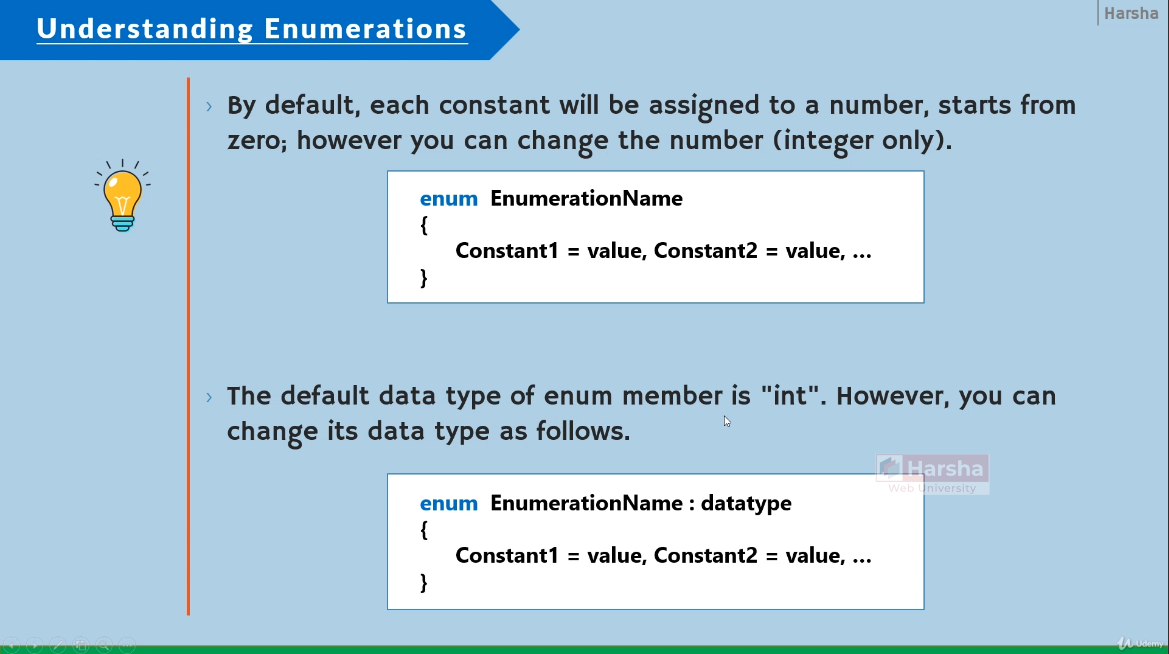 Understanding Enumerations
Harsha
› By default, each constant will be assigned to a number, starts from
zero; however you can change the number (integer only).
enum EnumerationName
{
Constant1 = value, Constant2 = value, ...
}
› The default data type of enum member is "int". However, you can
change its data type as follows.
Harsha
Web University
enum EnumerationName : datatype
{
Constant1 = value, Constant2 = value, ...
}
Udemy